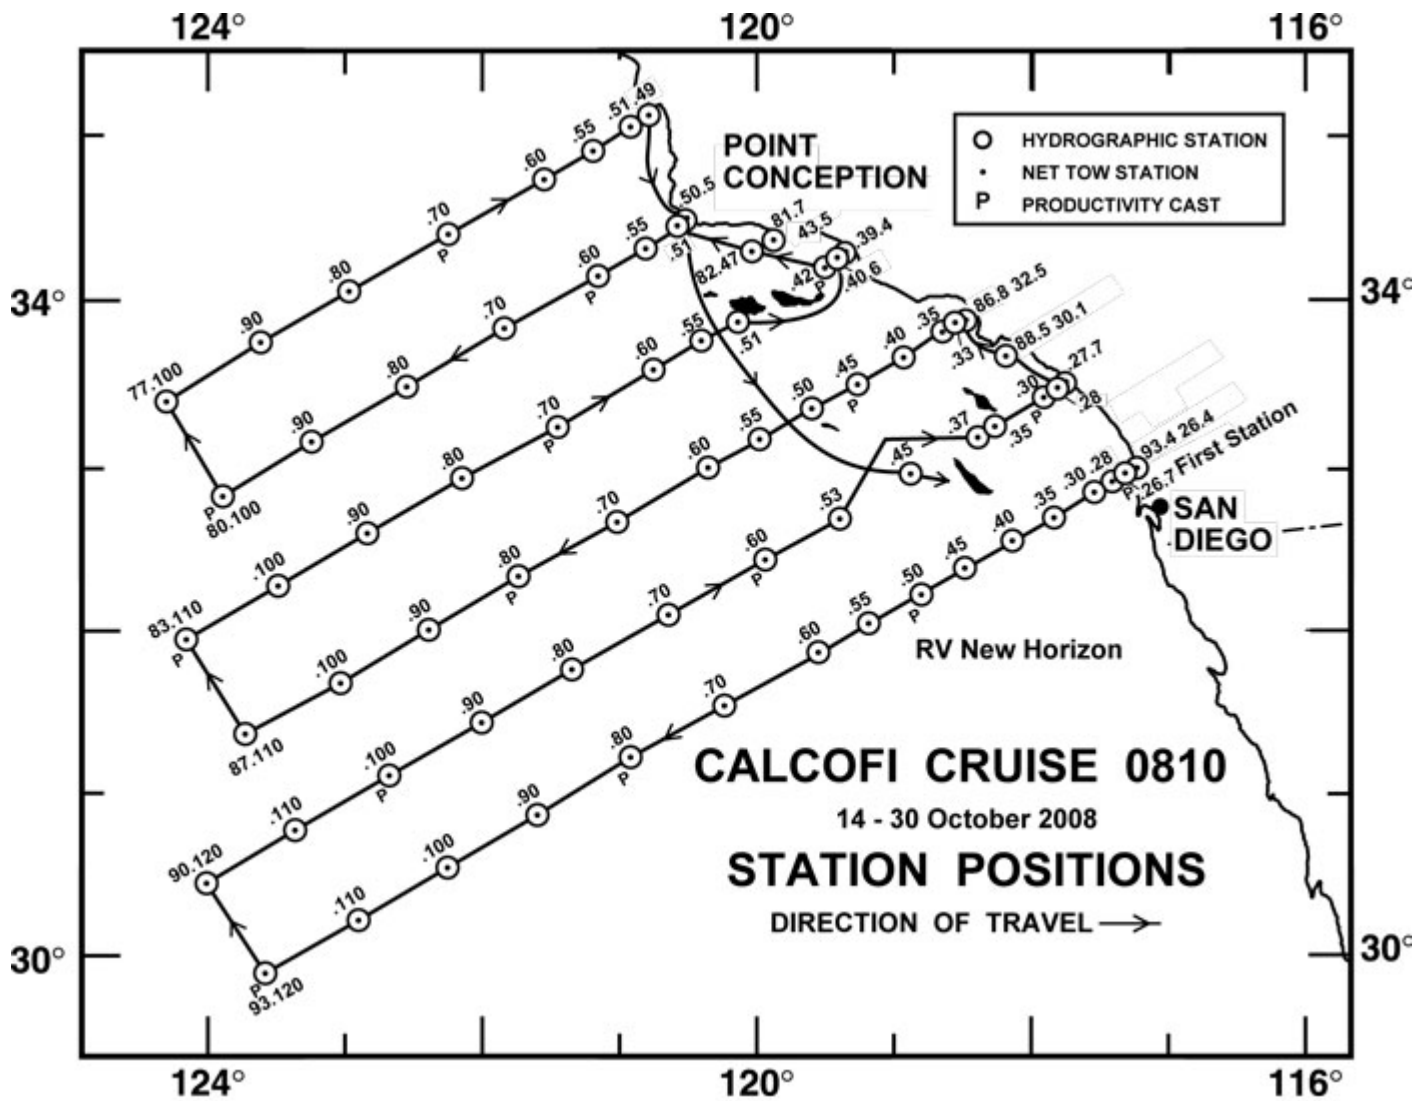 124° 120° 116°
.51 .49
.55
.60
.70
P
.80
.90
77.100
POINT
CONCEPTION
HYDROGRAPHIC STATION
NET TOW STATION
P PRODUCTIVITY CAST
.50.5
.51
.55
.60
P
.70
.80
.90
P
80.100
81.7 43.5
82.47
.39.4
.42
P
.40.6
34° 34°
.51
.55
.60
P
.70
P
.80
.90
.100
83.110
P
86.8 32.5
.33
.35
.40
.45
P
.50
.55
.60
.70
.80
P
.90
.100
87.110
88.5 30.1
.27.7
.28
.30
P
.35
.37
.45
.53
.60
P
.70
.80
.90
.100
P
.110
90.120
93.4 26.4
First Station
.26.7
P
.28
.30
.35
.40
.45
.50
P
.55
.60
.70
.80
P
.90
.100
.110
P
93.120
SAN
DIEGO
RV New Horizon
CALCOFI CRUISE 0810
14 - 30 October 2008
STATION POSITIONS
DIRECTION OF TRAVEL
30° 30°
124° 120° 116°